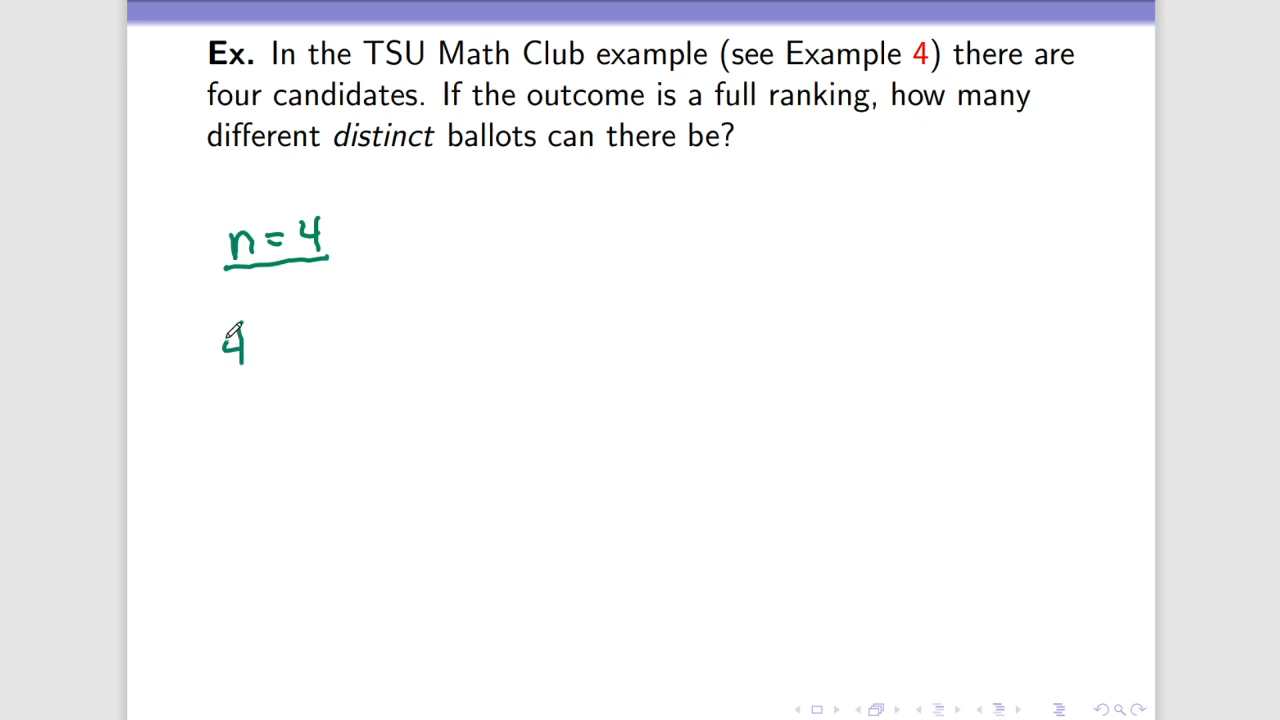 Ex. In the TSU Math Club example (see Example 4) there are
four candidates. If the outcome is a full ranking, how many
different distinct ballots can there be?
n = 4
4